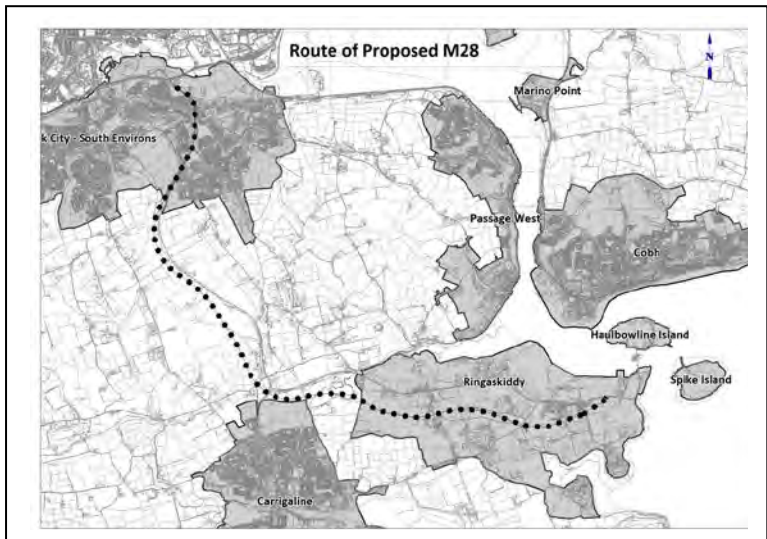 Route of Proposed M28
N
Marino Point
k City - South Environs
Passage West
Cobh
Haulbowline Island
Ringaskiddy
Spike Island
Carrigaline